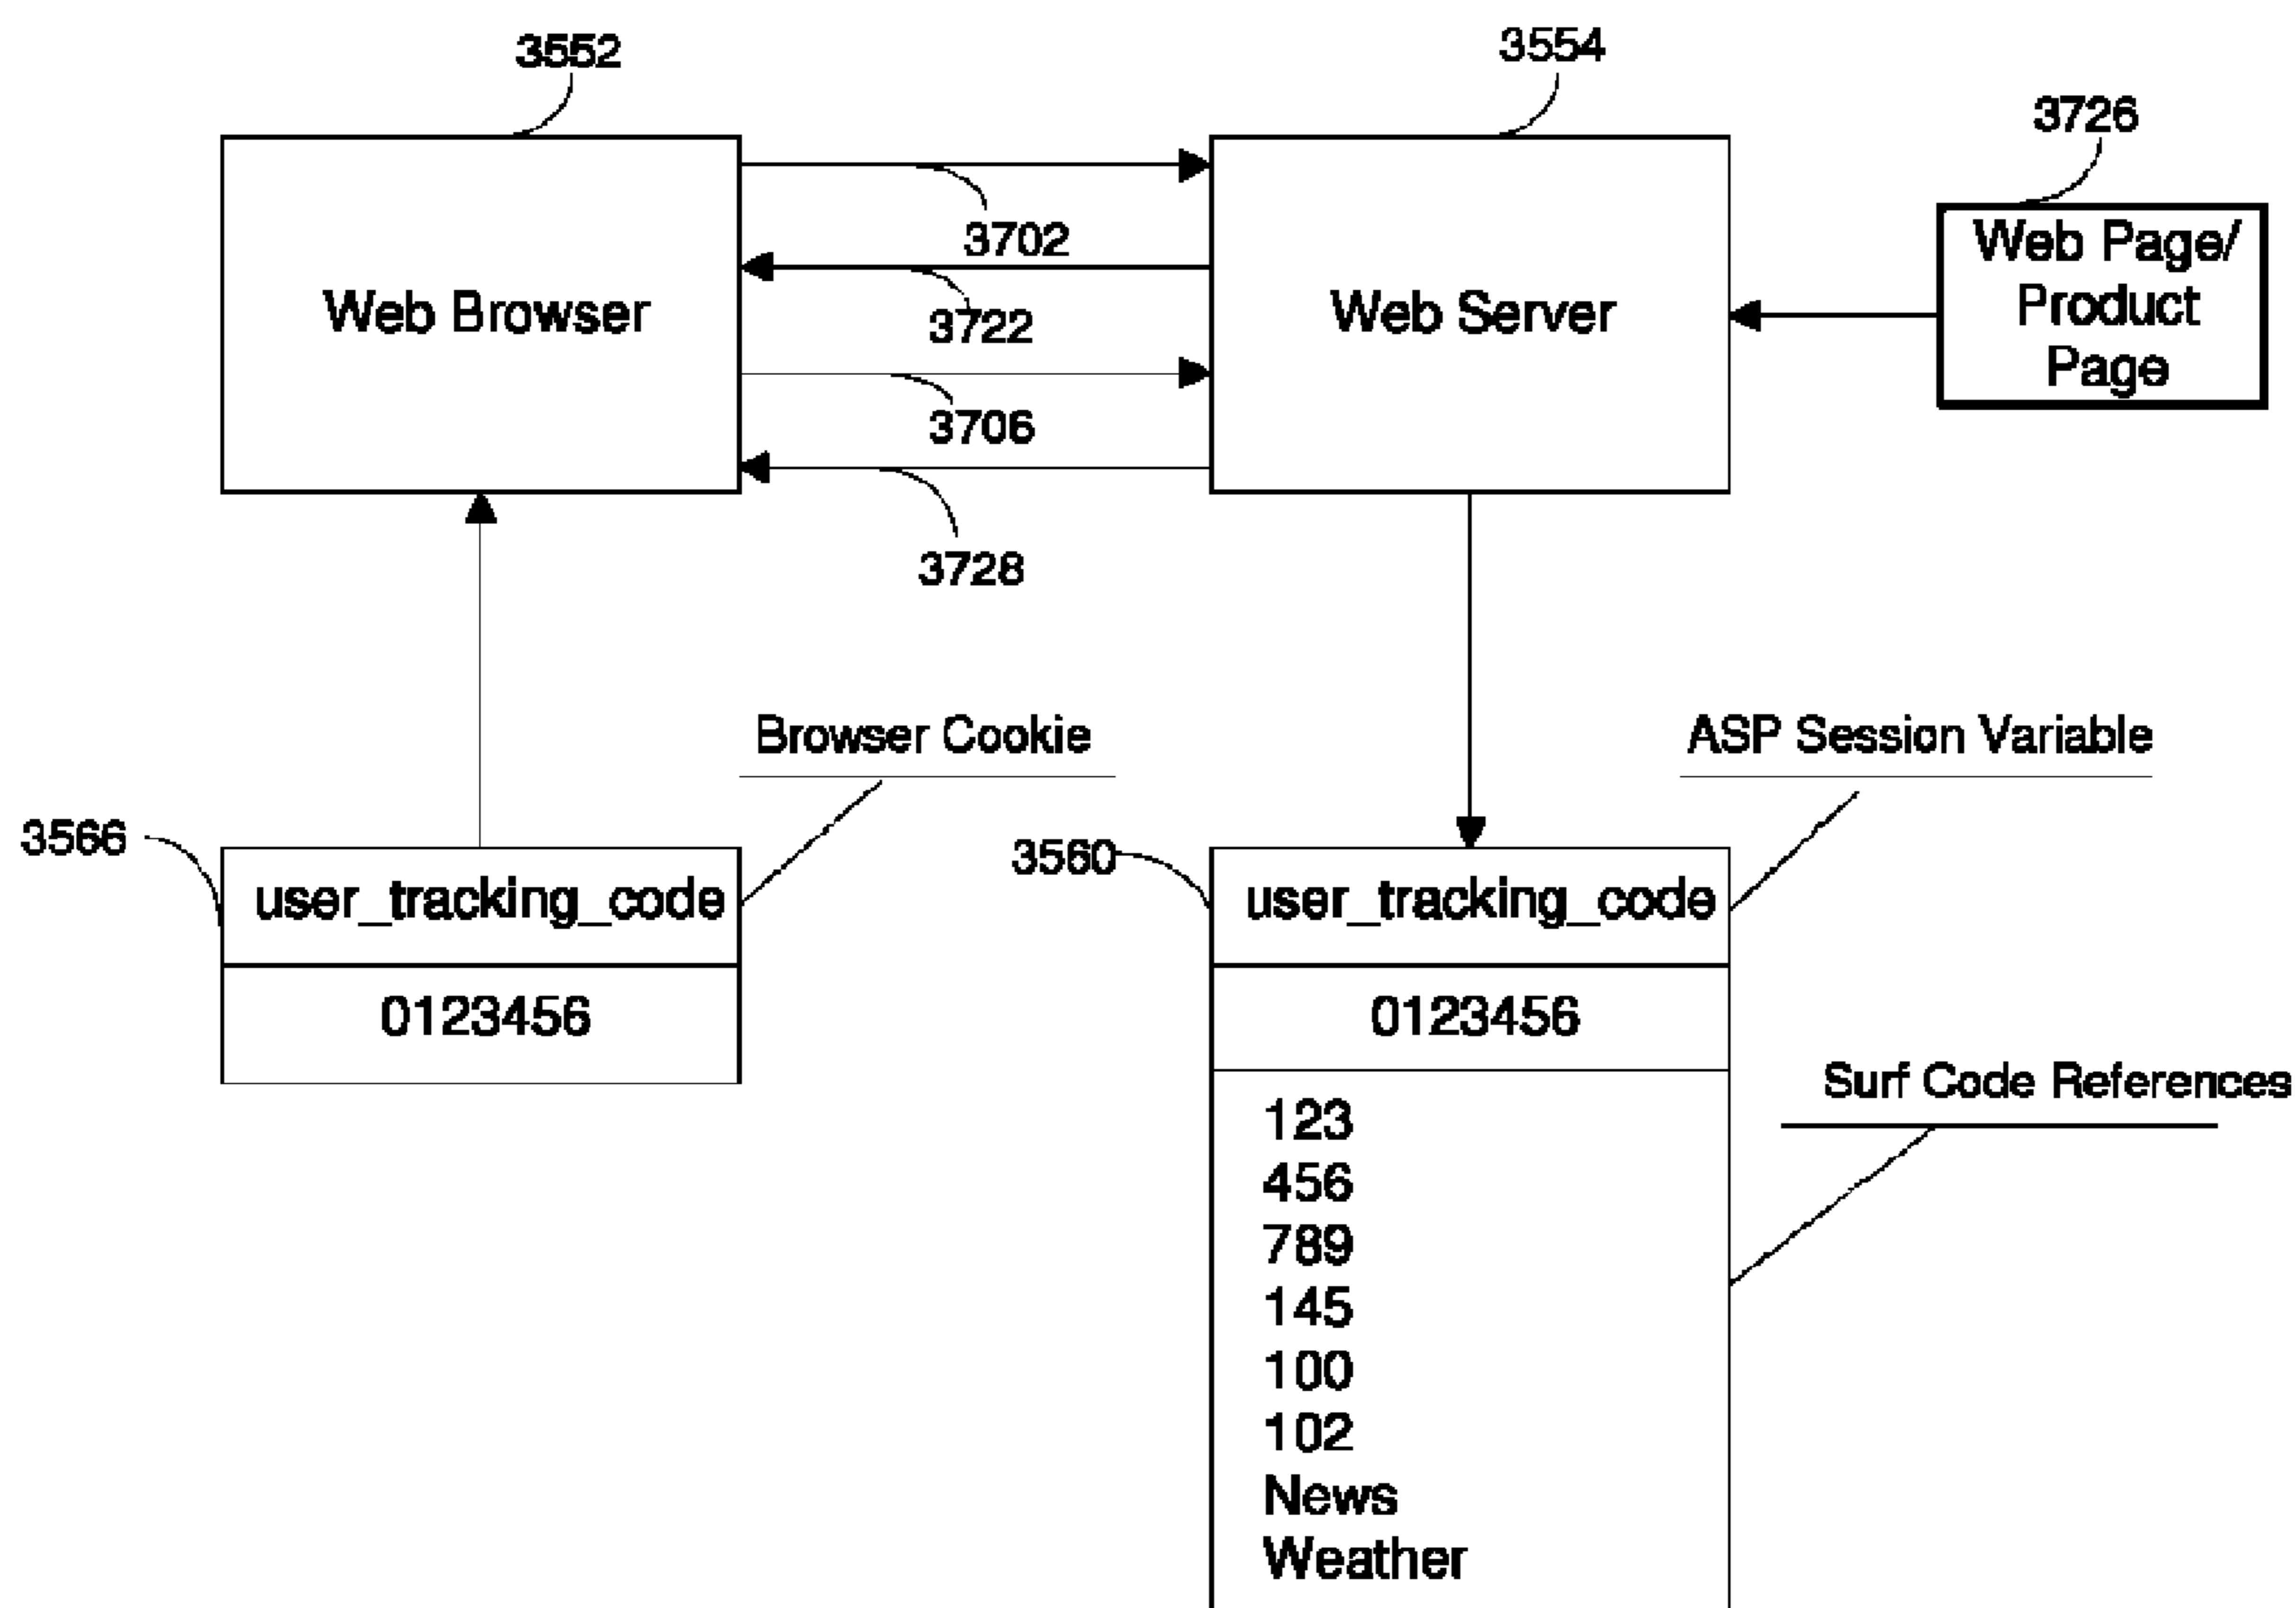 3552
3554
3726
Web Browser
3702
3722
3706
3728
Web Server
Web Page/
Product
Page
Browser Cookie
ASP Session Variable
3566
user_tracking_code
0123456
3560
user_tracking_code
0123456
Surf Code References
123
456
789
145
100
102
News
Weather